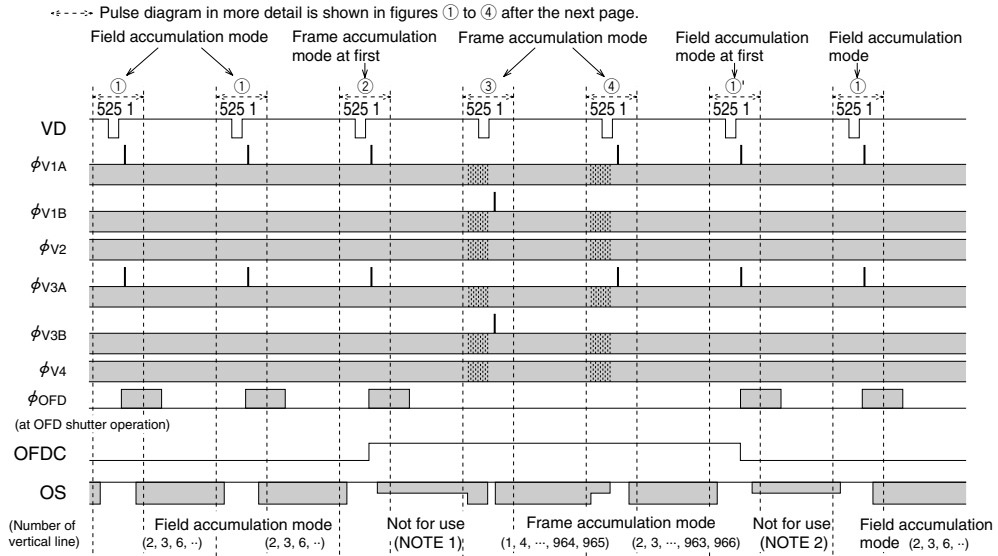 Pulse diagram in more detail is shown in figures ① to ④ after the next page.
Field accumulation mode
Frame accumulation mode at first
Frame accumulation mode
Field accumulation mode at first
Field accumulation mode
① ① ② ③ ④ ①' ①
525 1 525 1 525 1 525 1 525 1 525 1 525 1
VD
ϕV1A
ϕV1B
ϕV2
ϕV3A
ϕV3B
ϕV4
ϕOFD
(at OFD shutter operation)
OFDC
OS
(Number of vertical line)
Field accumulation mode
(2, 3, 6, ··)
(2, 3, 6, ··)
Not for use
(NOTE 1)
Frame accumulation mode
(1, 4, ···, 964, 965)
(2, 3, ···, 963, 966)
Not for use
(NOTE 2)
Field accumulation
mode (2, 3, 6, ··)